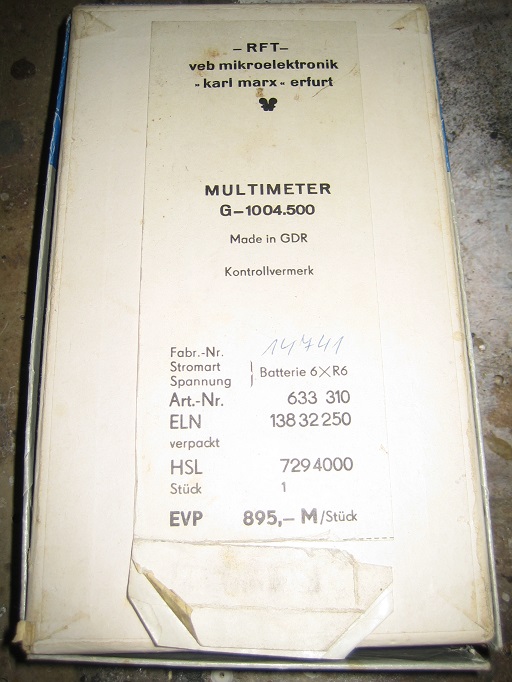 -RFT-
veb mikroelektronik
„karl marx“ erfurt
MULTIMETER
G-1004.500
Made in GDR
Kontrollvermerk
Fabr.-Nr. 14741
Stromart
Spannung Batterie 6×R6
Art.-Nr. 633 310
ELN 138 32 250
verpackt
HSL 729 4000
Stück 1
EVP 895,– M/Stück